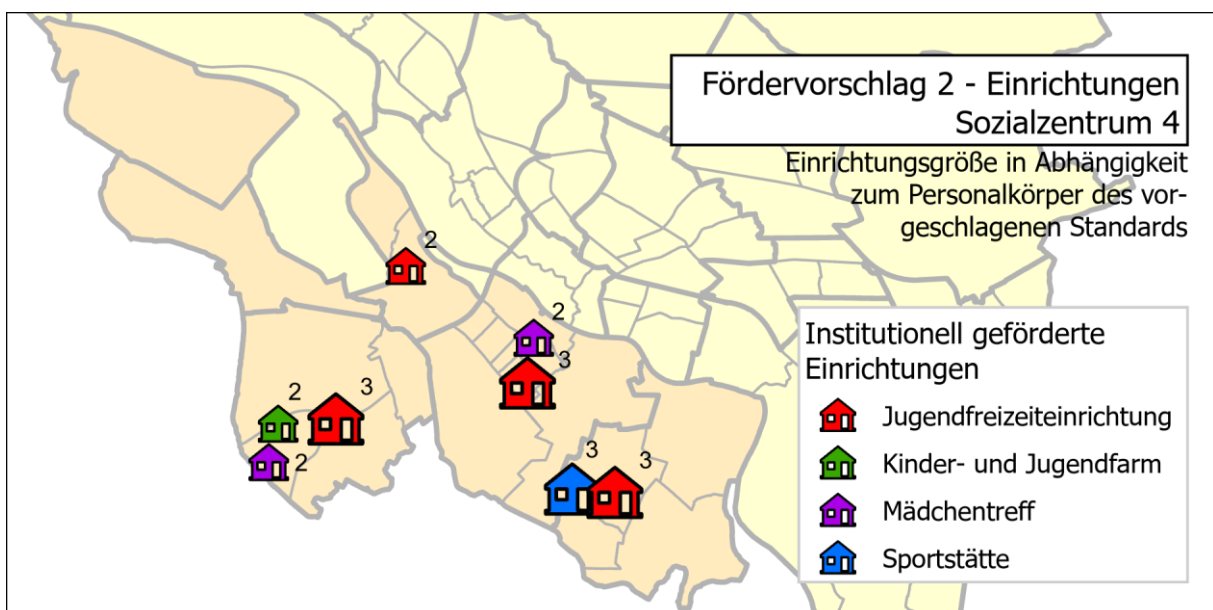 Fördervorschlag 2 - Einrichtungen
Sozialzentrum 4
Einrichtungsgröße in Abhängigkeit
zum Personalkörper des vor-
geschlagenen Standards
2
2
3
2
3
2
3
3
Institutionell geförderte
Einrichtungen
Jugendfreizeiteinrichtung
Kinder- und Jugendfarm
Mädchentreff
Sportstätte